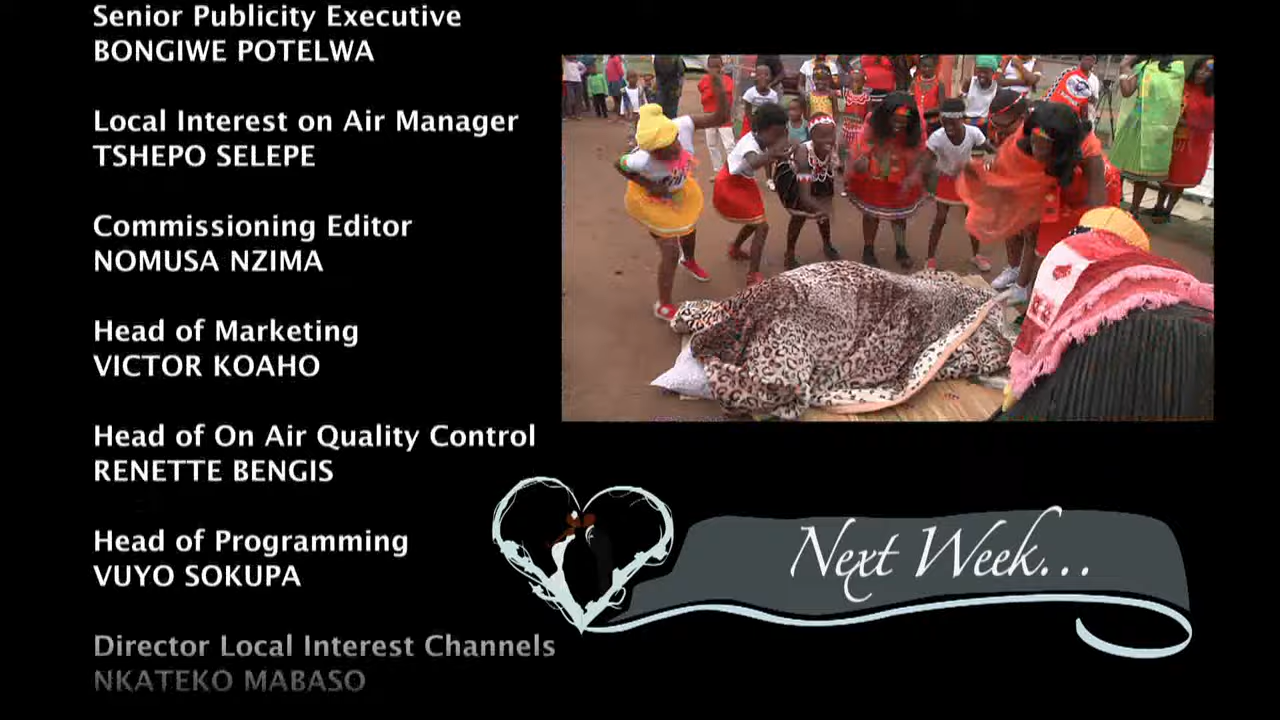 Senior Publicity Executive
BONGIWE POTELWA
Local Interest on Air Manager
TSHEPO SELEPE
Commissioning Editor
NOMUSA NZIMA
Head of Marketing
VICTOR KOAHO
Head of On Air Quality Control
RENETTE BENGIS
Head of Programming
VUYO SOKUPA
Director Local Interest Channels
NKATEKO MABASO
Next Week...